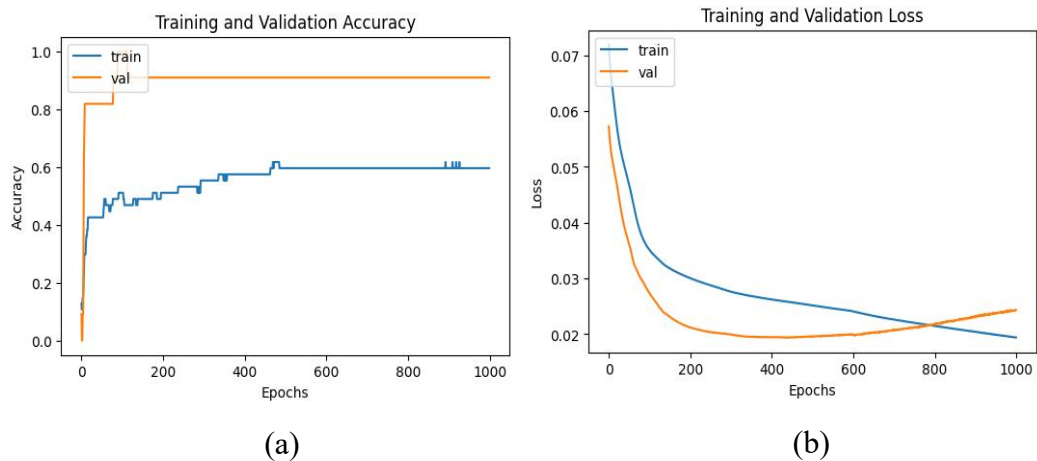 Training and Validation Accuracy
1.0
0.8
0.6
0.4
0.2
0.0
Accuracy
train
val
0 200 400 600 800 1000
Epochs
(a)
Training and Validation Loss
0.07
0.06
0.05
0.04
0.03
0.02
Loss
train
val
0 200 400 600 800 1000
Epochs
(b)